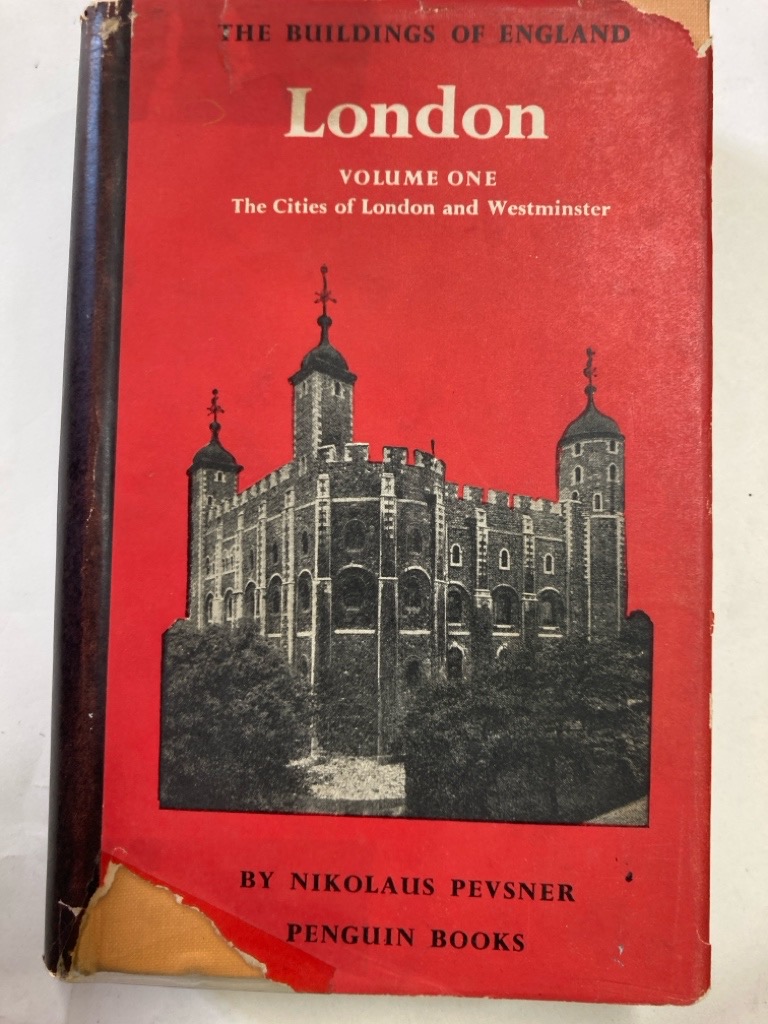 THE BUILDINGS OF ENGLAND
London
VOLUME ONE
The Cities of London and Westminster
BY NIKOLAUS PEVSNER
PENGUIN BOOKS